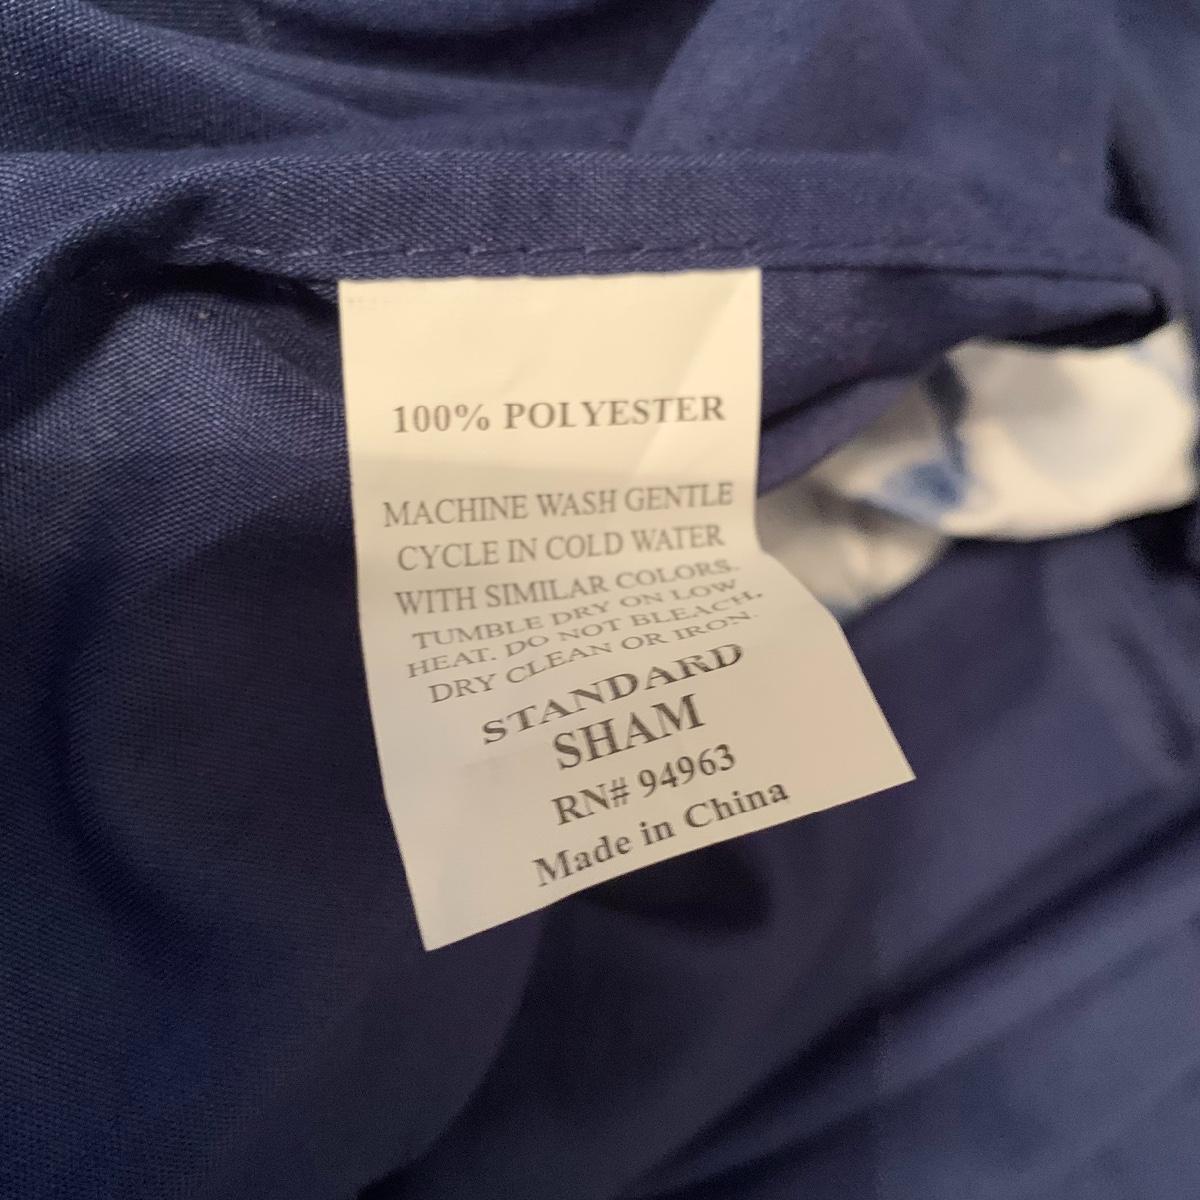 100% POLYESTER
MACHINE WASH GENTLE
CYCLE IN COLD WATER
WITH SIMILAR COLORS.
TUMBLE DRY ON LOW
HEAT. DO NOT BLEACH,
DRY CLEAN OR IRON.
STANDARD
SHAM
RN# 94963
Made in China